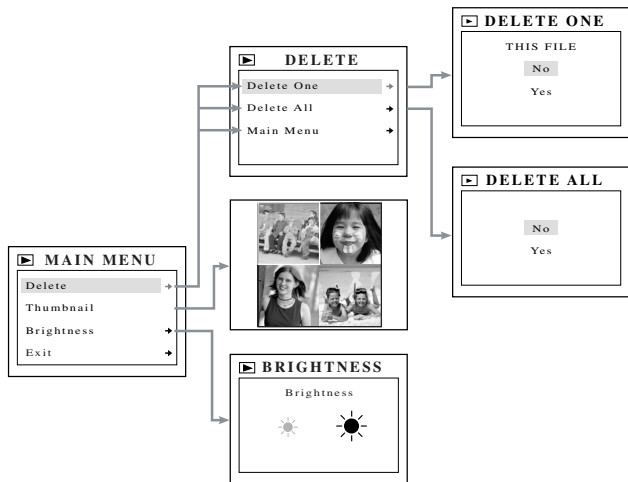 MAIN MENU
Delete
Thumbnail
Brightness
Exit
DELETE
Delete One
Delete All
Main Menu
BRIGHTNESS
Brightness
DELETE ONE
THIS FILE
No
Yes
DELETE ALL
No
Yes